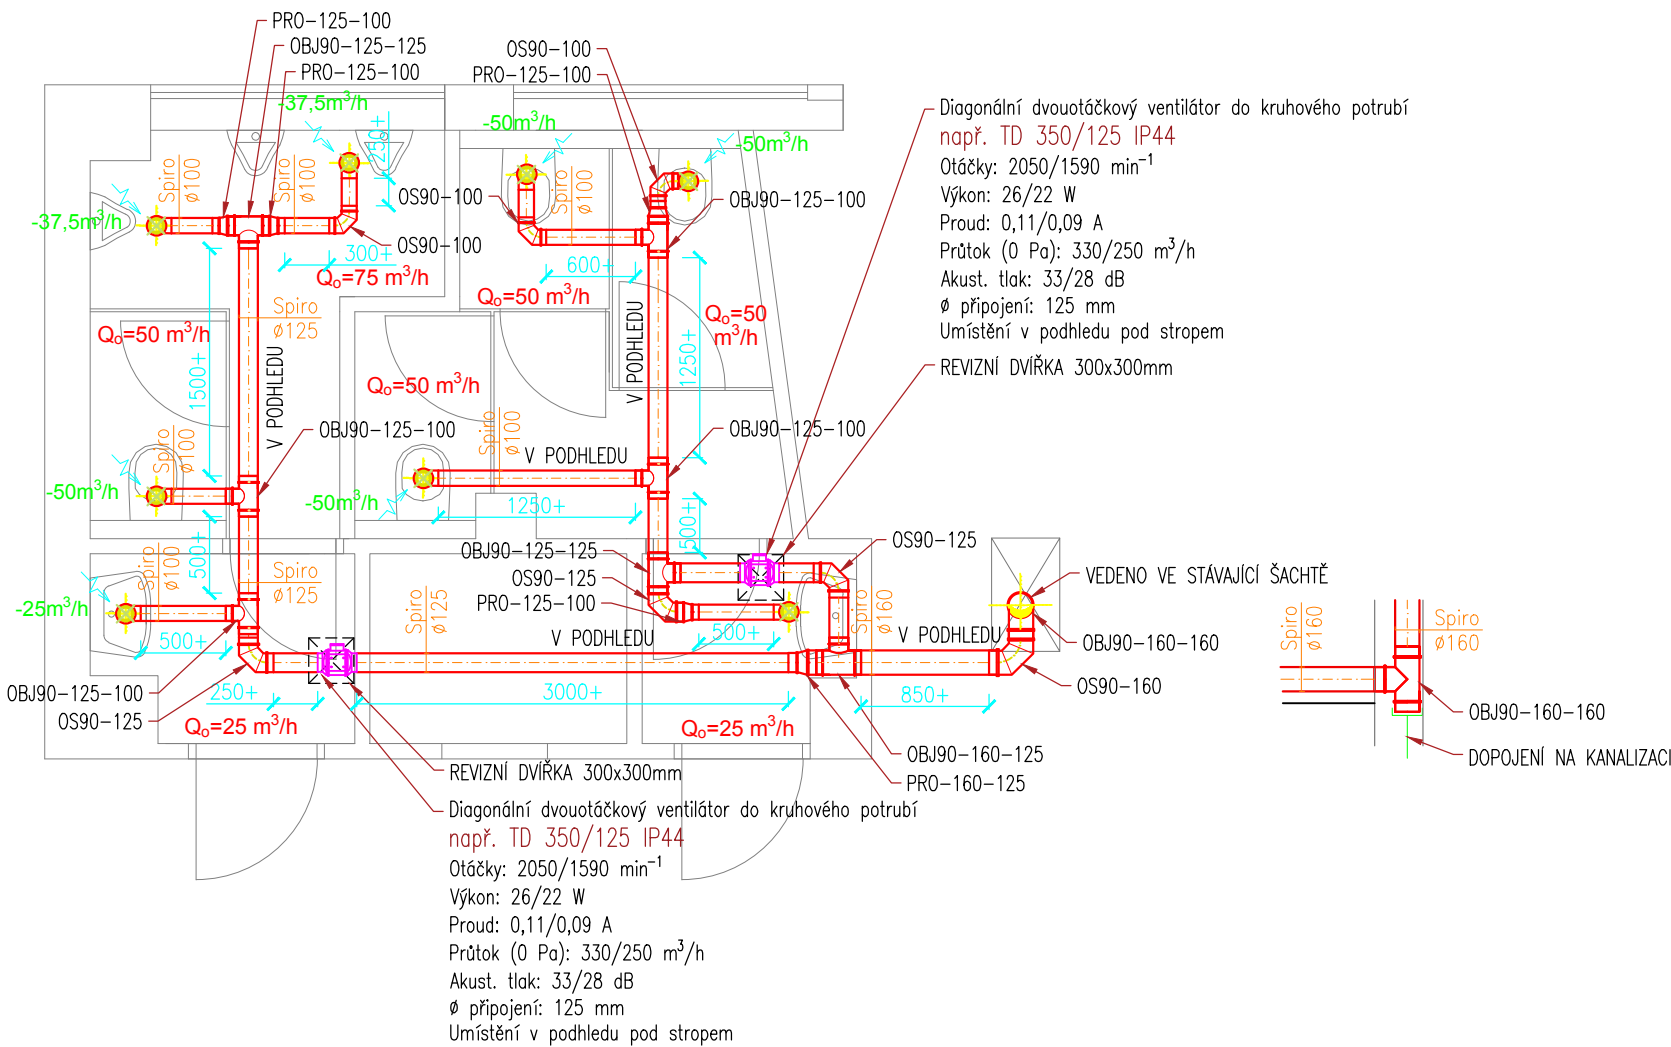 PRO-125-100
OBJ90-125-125
PRO-125-100
-37,5m³/h
250+
Spiro
ø100
Spiro
ø100
-37,5m³/h
OS90-100
300+
Qₒ=75 m³/h
OS90-100
PRO-125-100
-50m³/h
-50m³/h
Spiro
ø100
OS90-100
OBJ90-125-100
600+
Qₒ=50 m³/h
Qₒ=50
m³/h
Diagonální dvouotáčkový ventilátor do kruhového potrubí
např. TD 350/125 IP44
Otáčky: 2050/1590 min⁻¹
Výkon: 26/22 W
Proud: 0,11/0,09 A
Průtok (0 Pa): 330/250 m³/h
Akust. tlak: 33/28 dB
ø připojení: 125 mm
Umístění v podhledu pod stropem
REVIZNÍ DVÍŘKA 300x300mm
Spiro
ø125
Qₒ=50 m³/h
1500+
V PODHLEDU
Qₒ=50 m³/h
V PODHLEDU
1250+
OBJ90-125-100
Spiro
ø100
-50m³/h
Spiro
ø100
V PODHLEDU
OBJ90-125-100
-50m³/h
1250+
500+
500+
Spiro
ø100
-25m³/h
Spiro
ø125
500+
OBJ90-125-100
OS90-125
250+
Qₒ=25 m³/h
Spiro
ø125
OBJ90-125-125
OS90-125
PRO-125-100
V PODHLEDU
500+
3000+
Qₒ=25 m³/h
OS90-125
Spiro
ø160
V PODHLEDU
850+
VEDENO VE STÁVAJÍCÍ ŠACHTĚ
OBJ90-160-160
OS90-160
OBJ90-160-125
PRO-160-125
Spiro
ø160
Spiro
ø160
OBJ90-160-160
DOPOJENÍ NA KANALIZACI
REVIZNÍ DVÍŘKA 300x300mm
Diagonální dvouotáčkový ventilátor do kruhového potrubí
např. TD 350/125 IP44
Otáčky: 2050/1590 min⁻¹
Výkon: 26/22 W
Proud: 0,11/0,09 A
Průtok (0 Pa): 330/250 m³/h
Akust. tlak: 33/28 dB
ø připojení: 125 mm
Umístění v podhledu pod stropem